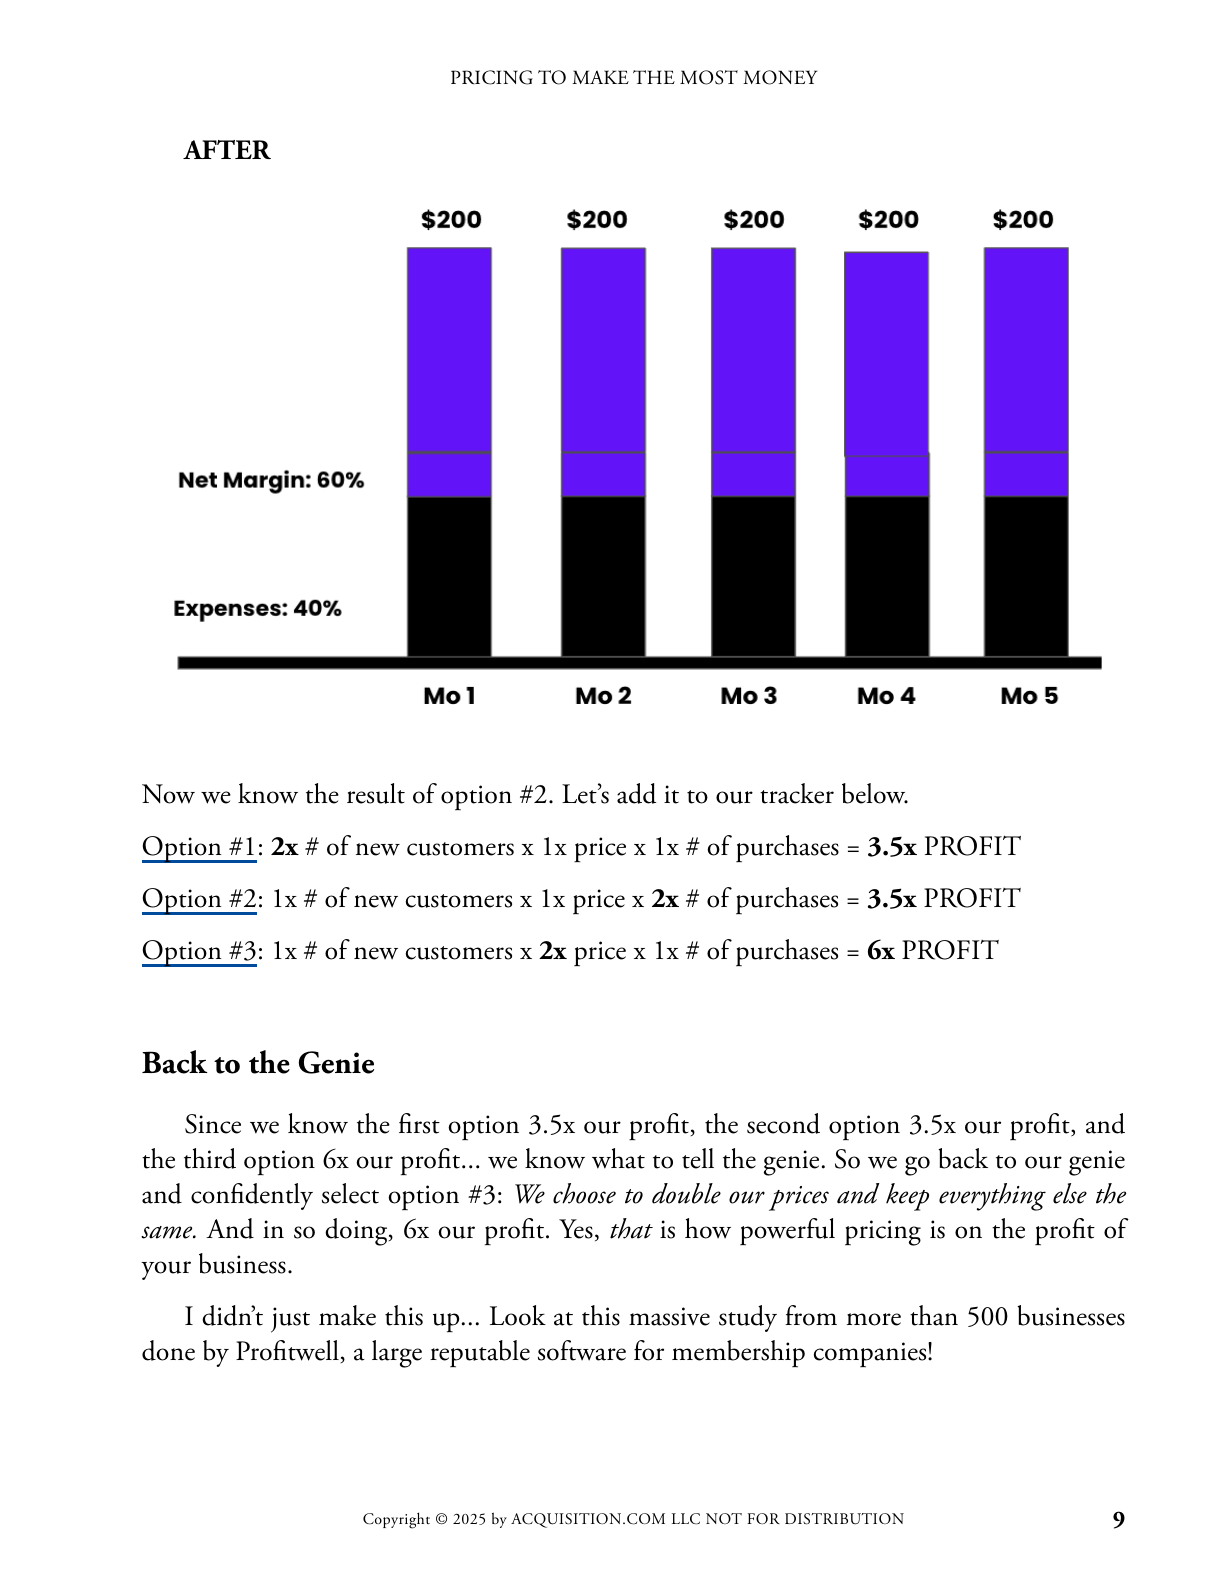 PRICING TO MAKE THE MOST MONEY
AFTER
$200 $200 $200 $200 $200
Net Margin: 60%
Expenses: 40%
Mo 1 Mo 2 Mo 3 Mo 4 Mo 5
Now we know the result of option #2. Let’s add it to our tracker below.
Option #1: 2x # of new customers x 1x price x 1x # of purchases = 3.5x PROFIT
Option #2: 1x # of new customers x 1x price x 2x # of purchases = 3.5x PROFIT
Option #3: 1x # of new customers x 2x price x 1x # of purchases = 6x PROFIT
Back to the Genie
Since we know the first option 3.5x our profit, the second option 3.5x our profit, and
the third option 6x our profit... we know what to tell the genie. So we go back to our genie
and confidently select option #3: We choose to double our prices and keep everything else the
same. And in so doing, 6x our profit. Yes, that is how powerful pricing is on the profit of
your business.
I didn’t just make this up... Look at this massive study from more than 500 businesses
done by Profitwell, a large reputable software for membership companies!
Copyright © 2025 by ACQUISITION.COM LLC NOT FOR DISTRIBUTION 9